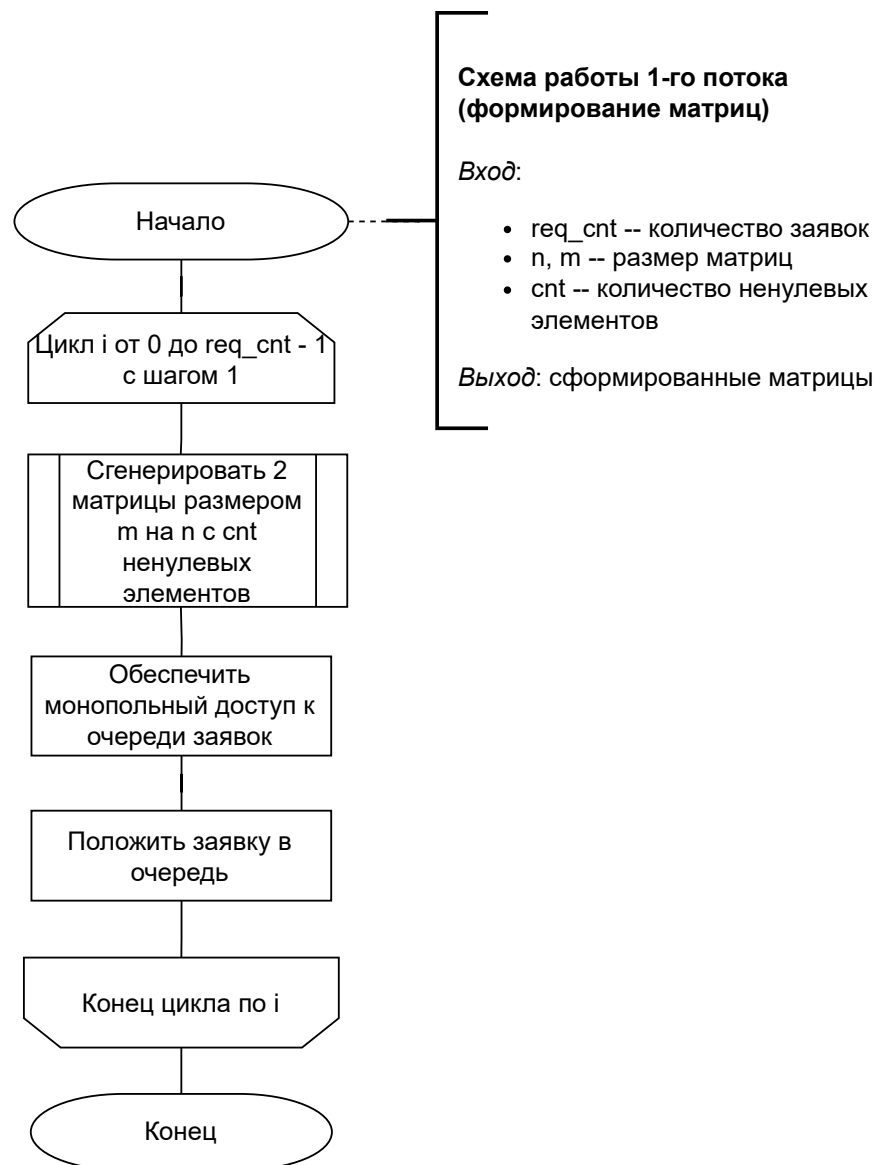 Схема работы 1-го потока
(формирование матриц)
Вход:
• req_cnt -- количество заявок
• n, m -- размер матриц
• cnt -- количество ненулевых
элементов
Выход: сформированные матрицы
Начало
Цикл i от 0 до req_cnt - 1
с шагом 1
Сгенерировать 2
матрицы размером
m на n с cnt
ненулевых
элементов
Обеспечить
монопольный доступ к
очереди заявок
Положить заявку в
очередь
Конец цикла по i
Конец